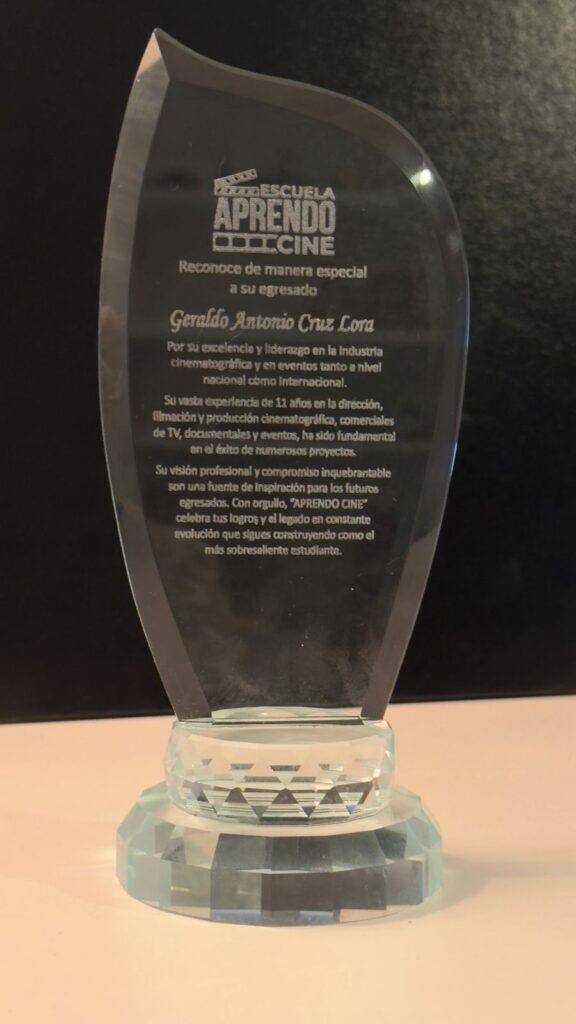 ESCUELA
APRENDO
CINE
Reconoce de manera especial
a su egresado
Geraldo Antonio Cruz Lora
Por su excelencia y liderazgo en la industria
cinematográfica y en eventos tanto a nivel
nacional como internacional.
Su vasta experiencia de 11 años en la dirección,
filmación y producción cinematográfica, comerciales
de TV, documentales y eventos, ha sido fundamental
en el éxito de numerosos proyectos.
Su visión profesional y compromiso inquebrantable
son una fuente de inspiración para los futuros
egresados. Con orgullo, "APRENDO CINE"
celebra tus logros y el legado en constante
evolución que sigues construyendo como el
más sobresaliente estudiante.